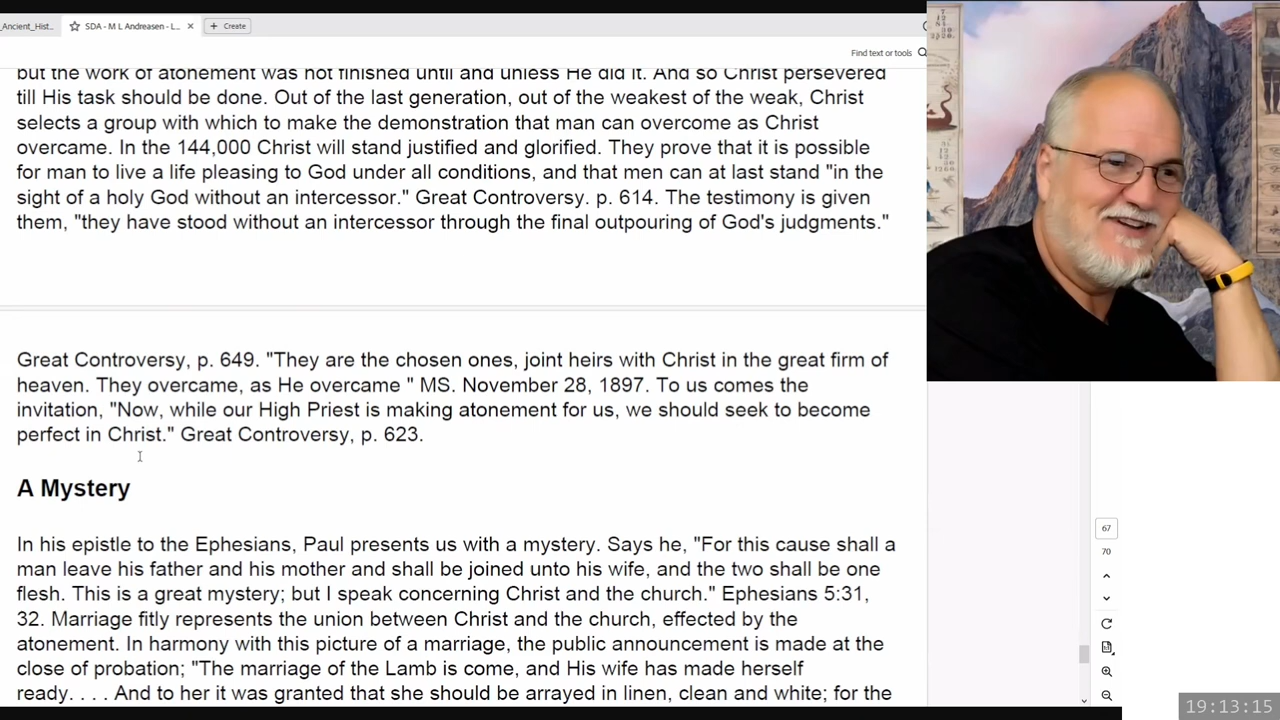 _Ancient_Hist...
SDA - M L Andreasen - L...
+ Create
Find text or tools
but the work of atonement was not finished until and unless He did it. And so Christ persevered
till His task should be done. Out of the last generation, out of the weakest of the weak, Christ
selects a group with which to make the demonstration that man can overcome as Christ
overcame. In the 144,000 Christ will stand justified and glorified. They prove that it is possible
for man to live a life pleasing to God under all conditions, and that men can at last stand "in the
sight of a holy God without an intercessor." Great Controversy. p. 614. The testimony is given
them, "they have stood without an intercessor through the final outpouring of God's judgments."
Great Controversy, p. 649. "They are the chosen ones, joint heirs with Christ in the great firm of
heaven. They overcame, as He overcame " MS. November 28, 1897. To us comes the
invitation, "Now, while our High Priest is making atonement for us, we should seek to become
perfect in Christ." Great Controversy, p. 623.
A Mystery
In his epistle to the Ephesians, Paul presents us with a mystery. Says he, "For this cause shall a
man leave his father and his mother and shall be joined unto his wife, and the two shall be one
flesh. This is a great mystery; but I speak concerning Christ and the church." Ephesians 5:31,
32. Marriage fitly represents the union between Christ and the church, effected by the
atonement. In harmony with this picture of a marriage, the public announcement is made at the
close of probation; "The marriage of the Lamb is come, and His wife has made herself
ready. . . . And to her it was granted that she should be arrayed in linen, clean and white; for the
67
70
19:13:15